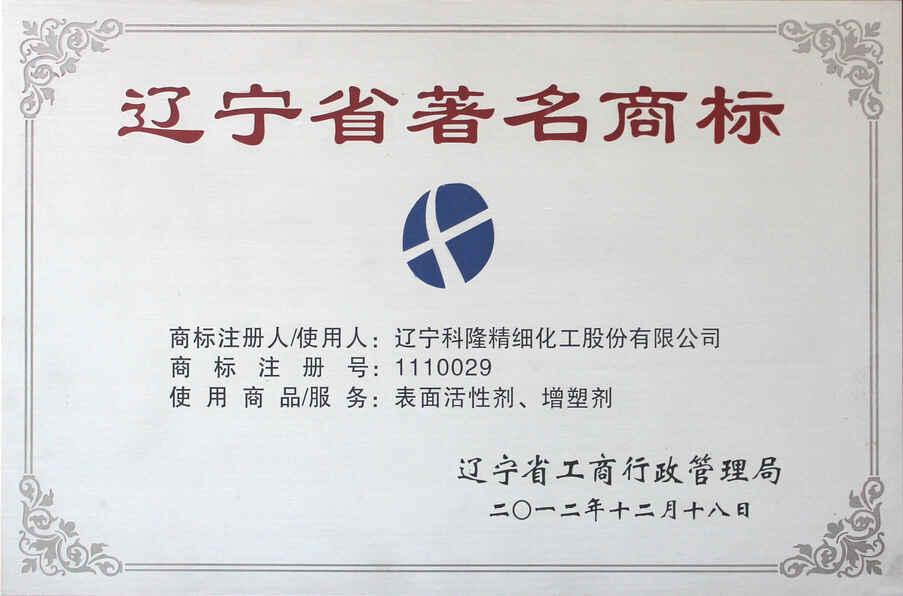 辽宁省著名商标
商标注册人/使用人：辽宁科隆精细化工股份有限公司
商标注册号：1110029
使用商品/服务：表面活性剂、增塑剂
辽宁省工商行政管理局
二〇一二年十二月十八日